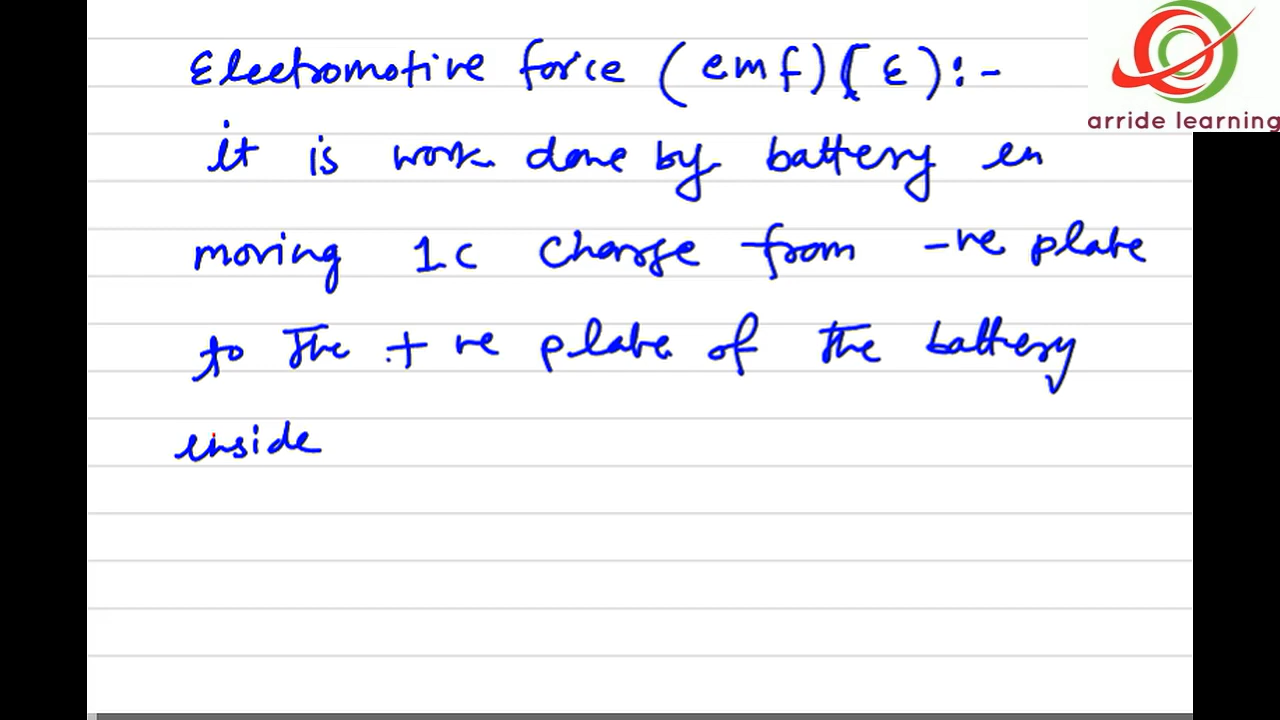 Electromotive force (emf) (ε):-
arride learning
it is work done by battery in
moving 1c charge from -ve plate
to the +ve plate of the battery
inside